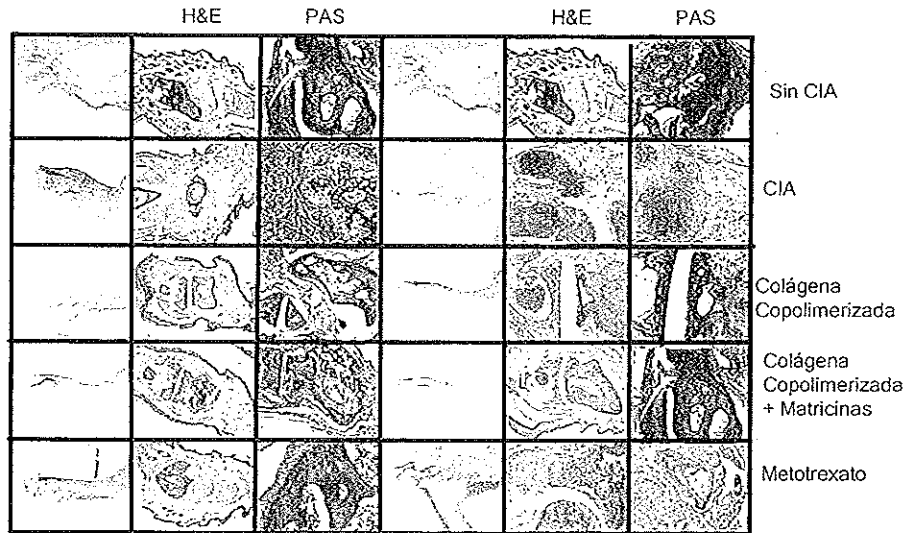 H&E PAS H&E PAS
Sin CIA
CIA
Colágena
Copolimerizada
Colágena
Copolimerizada
+ Matricinas
Metotrexato